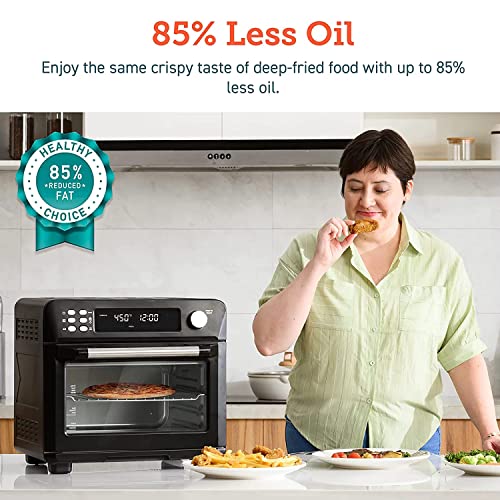 85% Less Oil
Enjoy the same crispy taste of deep-fried food with up to 85%
less oil.
HEALTHY
85%
*REDUCED*
FAT
CHOICE
450° 12:00